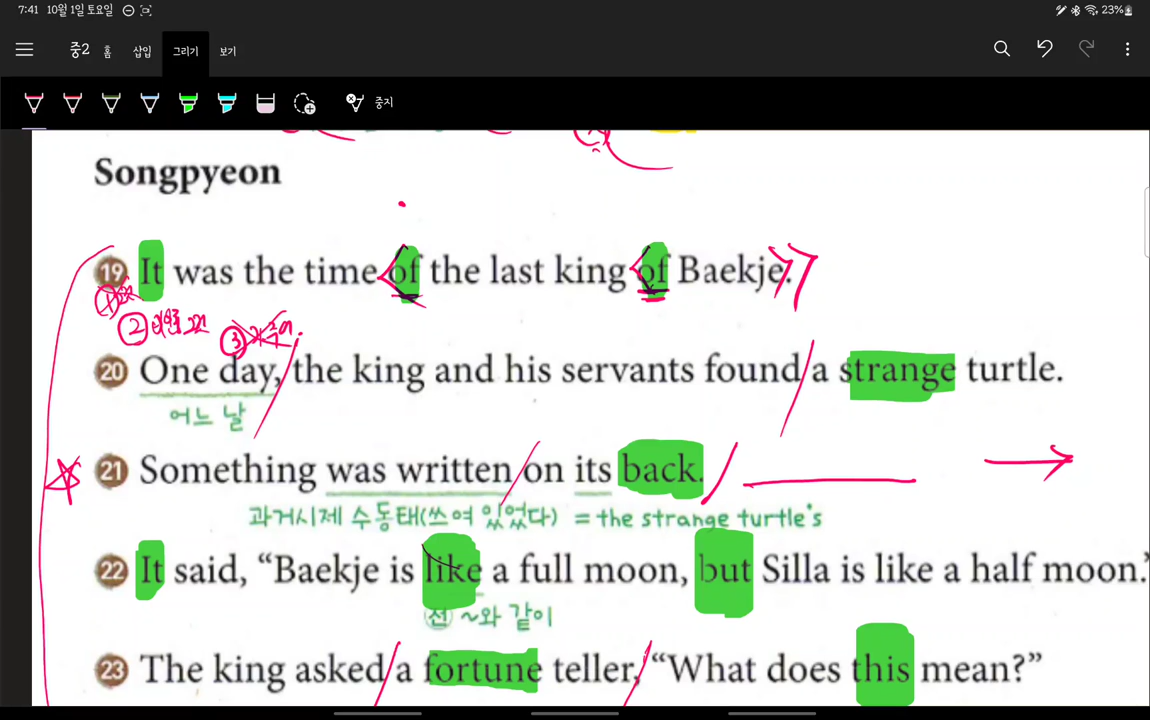 7:41 10월 1일 토요일 23%
중2 홈 삽입 그리기 보기
중지
Songpyeon
19 It was the time of the last king of Baekje.
①
② ③
20 One day, the king and his servants found a strange turtle.
어느 날
21 Something was written on its back.
과거시제 수동태(쓰여 있었다) = the strange turtle's
22 It said, “Baekje is like a full moon, but Silla is like a half moon.”
전 ~와 같이
23 The king asked a fortune teller, “What does this mean?”